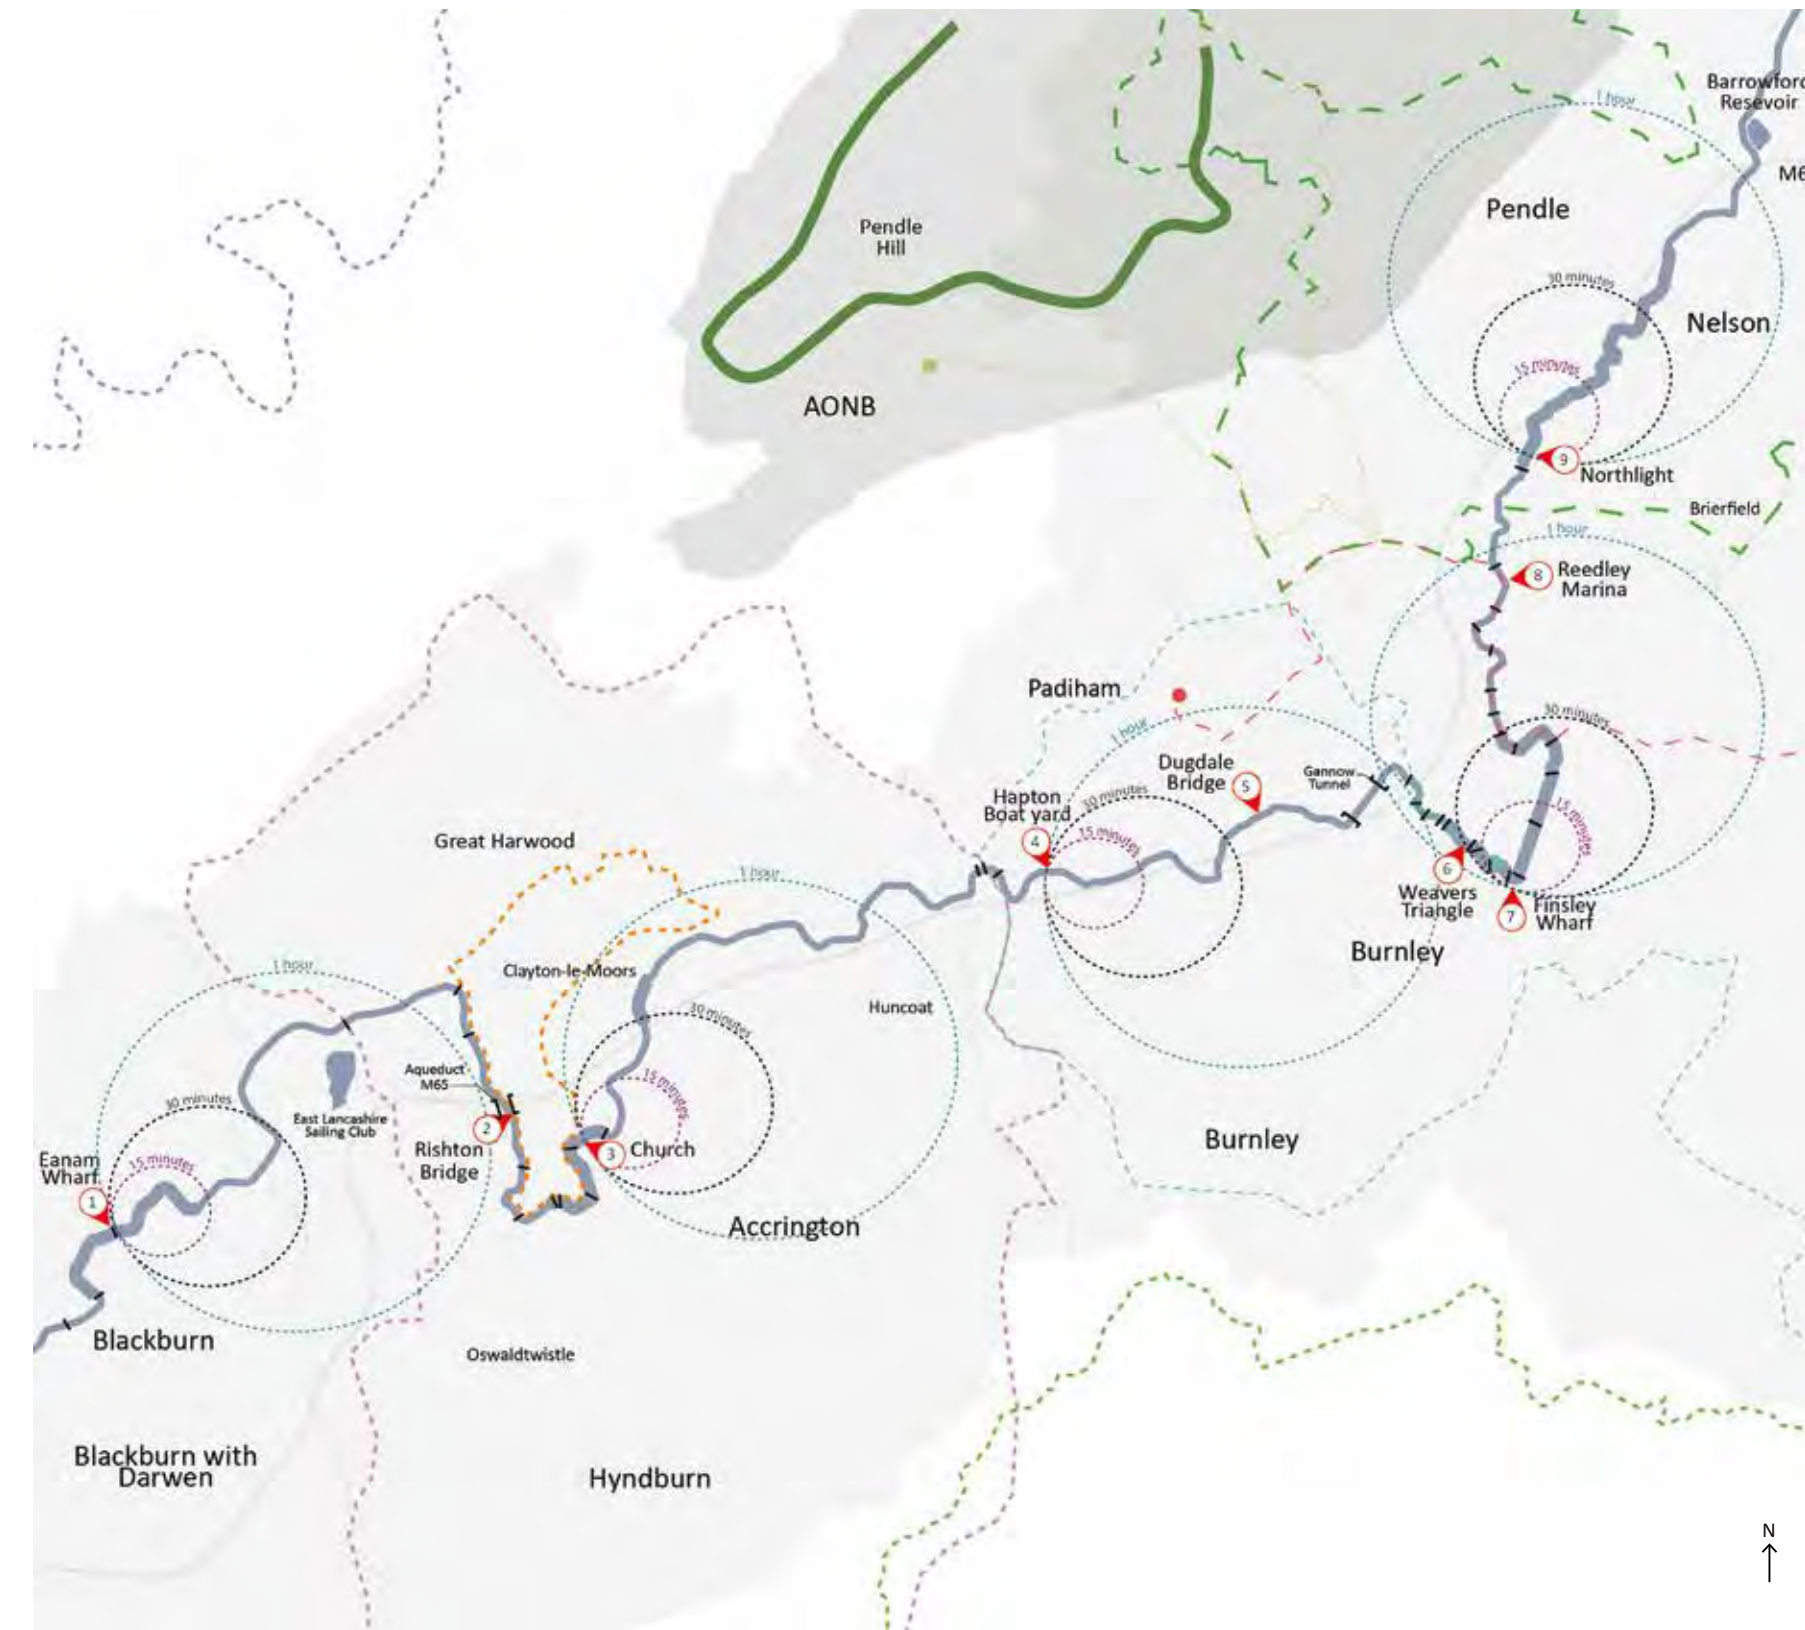 Barrowford
Resevoir
1 hour
M6
Pendle
Pendle
Hill
30 minutes
Nelson
15 minutes
AONB
9
Northlight
Brierfield
1 hour
8
Reedley
Marina
Padiham
30 minutes
1 hour
Dugdale
Bridge
5
Gannow
Tunnel
Hapton
Boat yard
4
30 minutes
15 minutes
15 minutes
Great Harwood
6
Weavers
Triangle
7
Finsley
Wharf
1 hour
Burnley
1 hour
Clayton-le-Moors
Huncoat
30 minutes
Aqueduct
M65
15 minutes
30 minutes
East Lancashire
Sailing Club
2
Rishton
Bridge
3
Church
Burnley
Eanam
Wharf
15 minutes
1
Accrington
Blackburn
Oswaldtwistle
Blackburn with
Darwen
Hyndburn
N